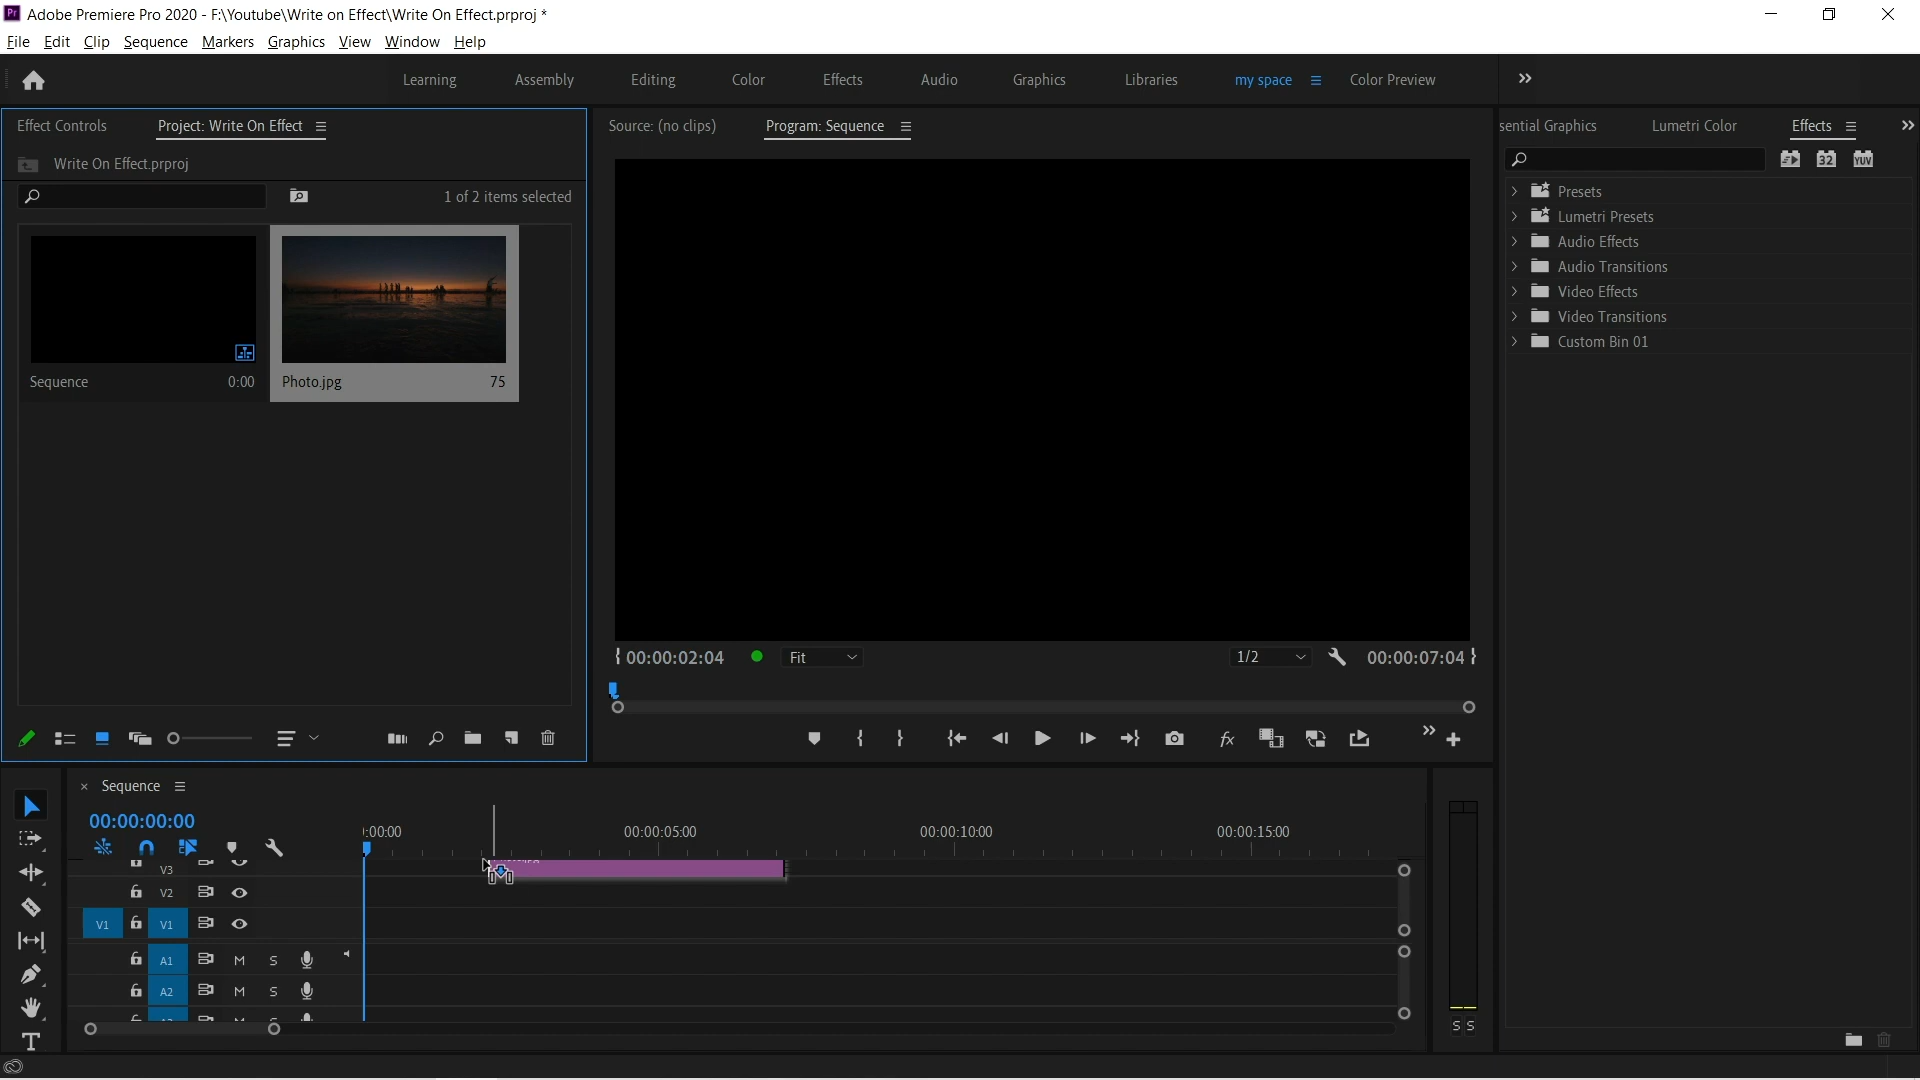 Adobe Premiere Pro 2020 - F:\Youtube\Write on Effect\Write On Effect.prproj *
File Edit Clip Sequence Markers Graphics View Window Help
Learning Assembly Editing Color Effects Audio Graphics Libraries my space Color Preview
Effect Controls Project: Write On Effect
Source: (no clips) Program: Sequence
sential Graphics Lumetri Color Effects
Write On Effect.prproj
32 YUV
1 of 2 items selected
Presets
Lumetri Presets
Audio Effects
Audio Transitions
Video Effects
Video Transitions
Custom Bin 01
Sequence 0:00 Photo.jpg 75
00:00:02:04 Fit 1/2 00:00:07:04
fx
Sequence
00:00:00:00
:00:00 00:00:05:00 00:00:10:00 00:00:15:00
V3
V2
V1 V1
A1 M S
A2 M S
S S